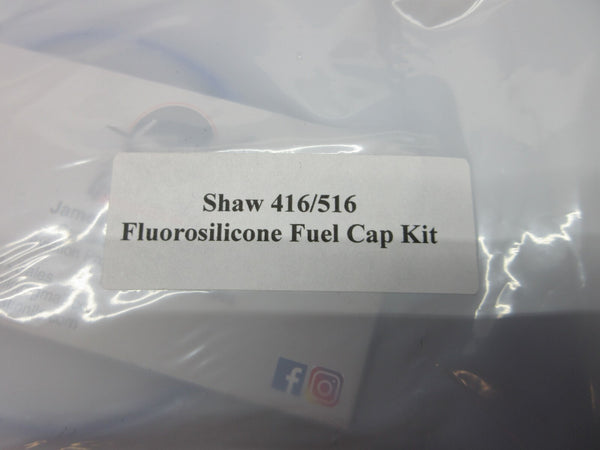 Shaw 416/516
Fluorosilicone Fuel Cap Kit